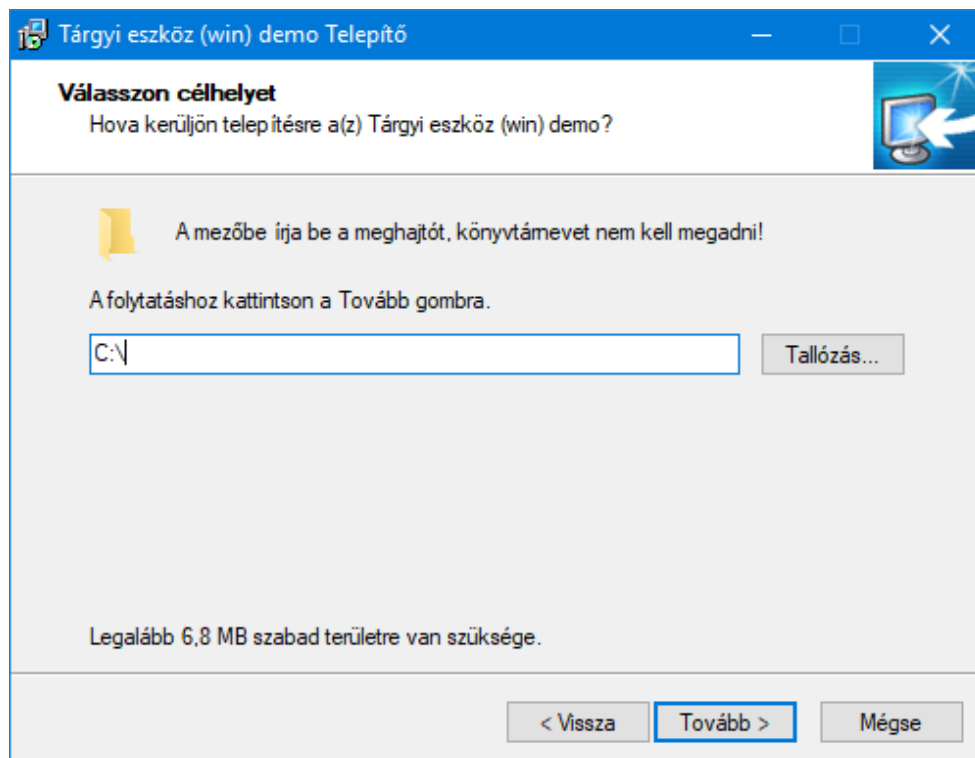 Tárgyi eszköz (win) demo Telepítő
Válasszon célhelyet
Hova kerüljön telepítésre a(z) Tárgyi eszköz (win) demo?
A mezőbe írja be a meghajtót, könyvtárnevet nem kell megadni!
A folytatáshoz kattintson a Tovább gombra.
C:\
Tallózás...
Legalább 6,8 MB szabad területre van szüksége.
< Vissza
Tovább >
Mégse